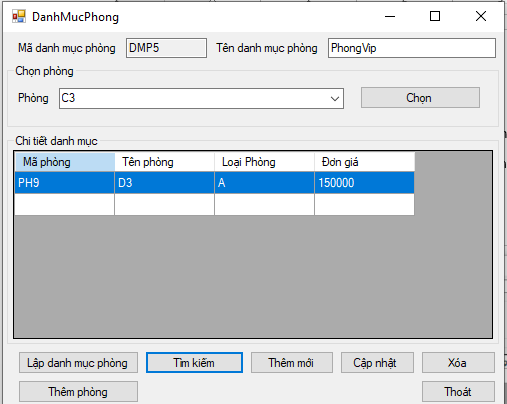 DanhMucPhong
Mã danh mục phòng DMP5 Tên danh mục phòng PhongVip
Chọn phòng
Phòng C3 Chọn
Chi tiết danh mục
Mã phòng Tên phòng Loại Phòng Đơn giá
PH9 D3 A 150000
Lập danh mục phòng Tìm kiếm Thêm mới Cập nhật Xóa
Thêm phòng Thoát